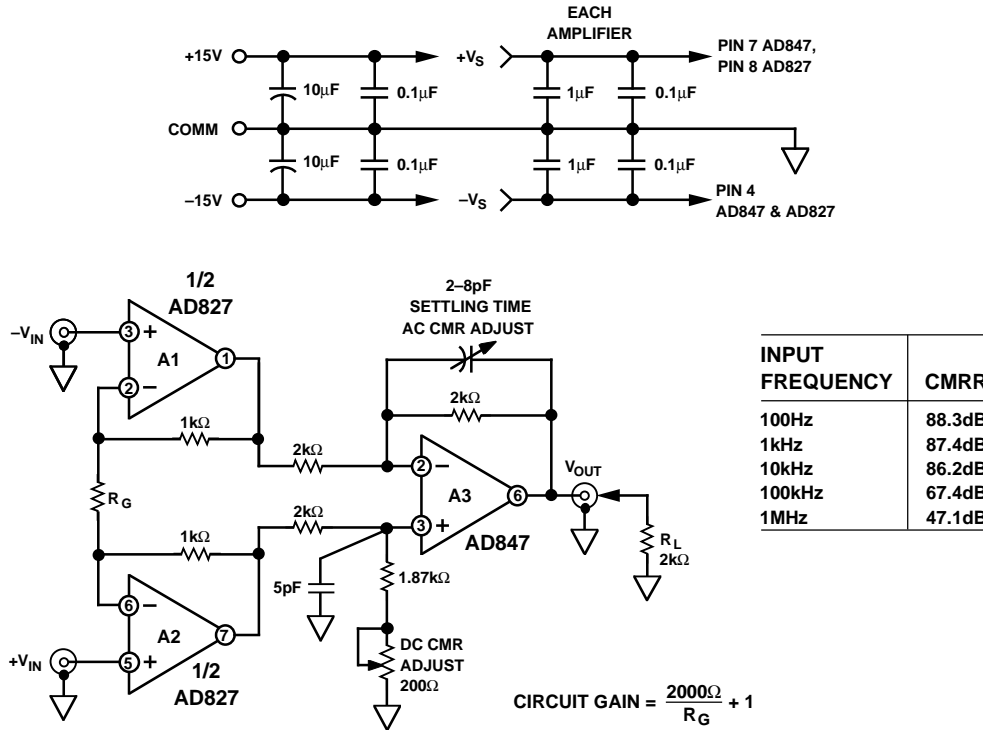 EACH
AMPLIFIER
+15V
+VS
PIN 7 AD847,
PIN 8 AD827
10μF
0.1μF
1μF
0.1μF
COMM
10μF
0.1μF
1μF
0.1μF
–15V
–VS
PIN 4
AD847 & AD827
1/2
AD827
2–8pF
SETTLING TIME
AC CMR ADJUST
–VIN
3
+
A1
1
2
–
1kΩ
2kΩ
2kΩ
2
–
A3
6
VOUT
RG
2kΩ
3
+
AD847
RL
2kΩ
1kΩ
5pF
1.87kΩ
6
–
A2
7
DC CMR
ADJUST
200Ω
+VIN
5
+
1/2
AD827
CIRCUIT GAIN = 2000Ω / RG + 1
INPUT
FREQUENCY CMRR
100Hz 88.3dB
1kHz 87.4dB
10kHz 86.2dB
100kHz 67.4dB
1MHz 47.1dB